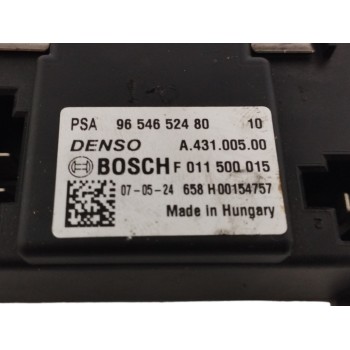 PSA 96 546 524 80 10
DENSO A.431.005.00
BOSCH F 011 500 015
07-05-24 658 H00154757
Made in Hungary
2